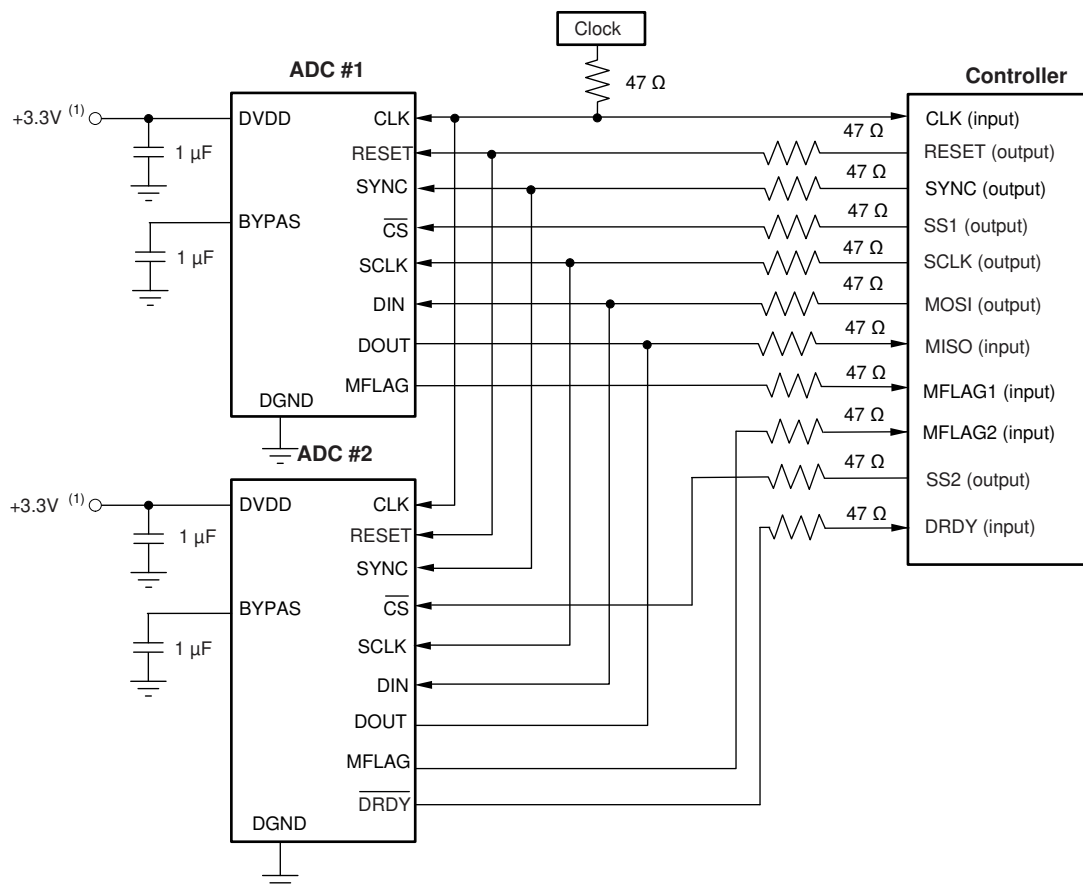 Clock
47 Ω
ADC #1
Controller
+3.3V (1)
1 μF
1 μF
DVDD
BYPAS
DGND
CLK
RESET
SYNC
CS
SCLK
DIN
DOUT
MFLAG
47 Ω
47 Ω
47 Ω
47 Ω
47 Ω
47 Ω
47 Ω
47 Ω
47 Ω
47 Ω
CLK (input)
RESET (output)
SYNC (output)
SS1 (output)
SCLK (output)
MOSI (output)
MISO (input)
MFLAG1 (input)
MFLAG2 (input)
SS2 (output)
DRDY (input)
ADC #2
+3.3V (1)
1 μF
1 μF
DVDD
BYPAS
DGND
CLK
RESET
SYNC
CS
SCLK
DIN
DOUT
MFLAG
DRDY